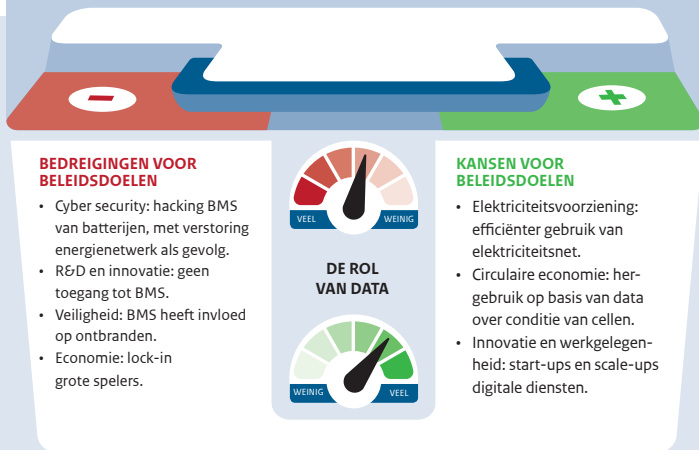 BEDREIGINGEN VOOR
BELEIDSDOELEN
• Cyber security: hacking BMS
van batterijen, met verstoring
energienetwerk als gevolg.
• R&D en innovatie: geen
toegang tot BMS.
• Veiligheid: BMS heeft invloed
op ontbranden.
• Economie: lock-in
grote spelers.
VEEL
WEINIG
DE ROL
VAN DATA
WEINIG
VEEL
KANSEN VOOR
BELEIDSDOELEN
• Elektriciteitsvoorziening:
efficiënter gebruik van
elektriciteitsnet.
• Circulaire economie: her-
gebruik op basis van data
over conditie van cellen.
• Innovatie en werkgelegen-
heid: start-ups en scale-ups
digitale diensten.